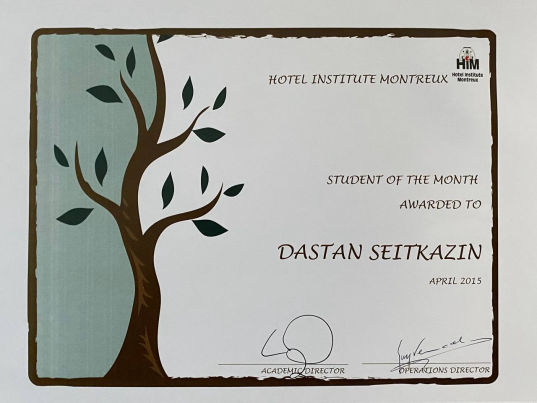 HOTEL INSTITUTE MONTREUX
HIM
Hotel Institute
Montreux
STUDENT OF THE MONTH
AWARDED TO
DASTAN SEITKAZIN
APRIL 2015
ACADEMIC DIRECTOR
OPERATIONS DIRECTOR